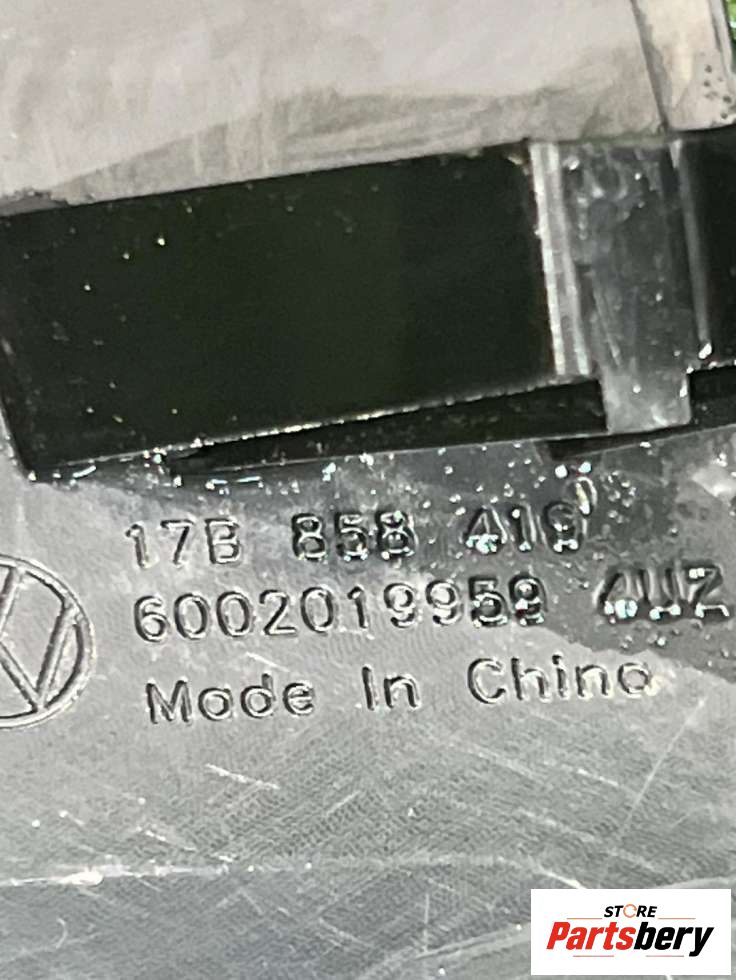 17B 858 419
6002019959 4UZ
Made In China
STORE
Partsbery